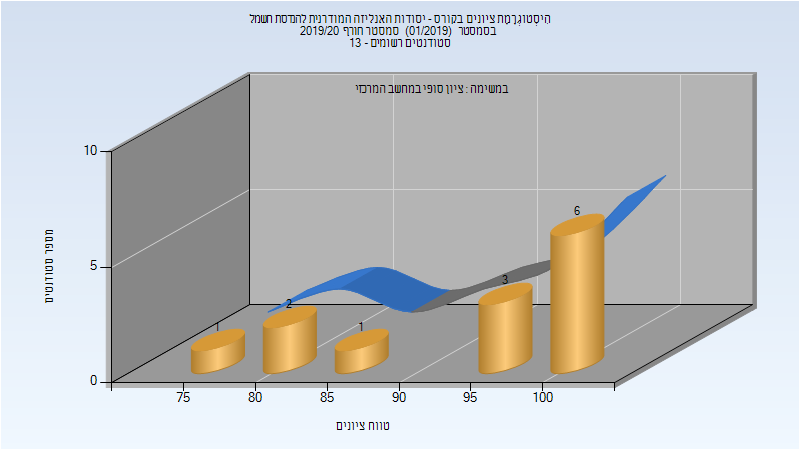 הִיסְטוֹגְרָמַת ציונים בקורס - יסודות האנליזה המודרנית להנדסת חשמל
בסמסטר (01/2019) סמסטר חורף 2019/20
סטודנטים רשומים - 13
במשימה : ציון סופי במחשב המרכזי
מספר סטודנטים
10
5
0
1
2
1
3
6
75
80
85
90
95
100
טווח ציונים